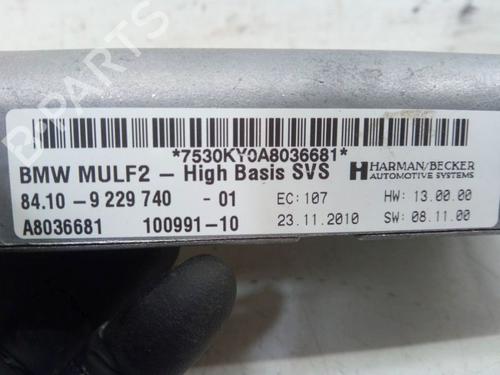 B-PARTS
*7530KY0A8036681*
BMW MULF2 – High Basis SVS
HARMAN/BECKER
AUTOMOTIVE SYSTEMS
84.10 – 9 229 740 - 01 EC: 107 HW: 13.00.00
A8036681 100991-10 23.11.2010 SW: 08.11.00